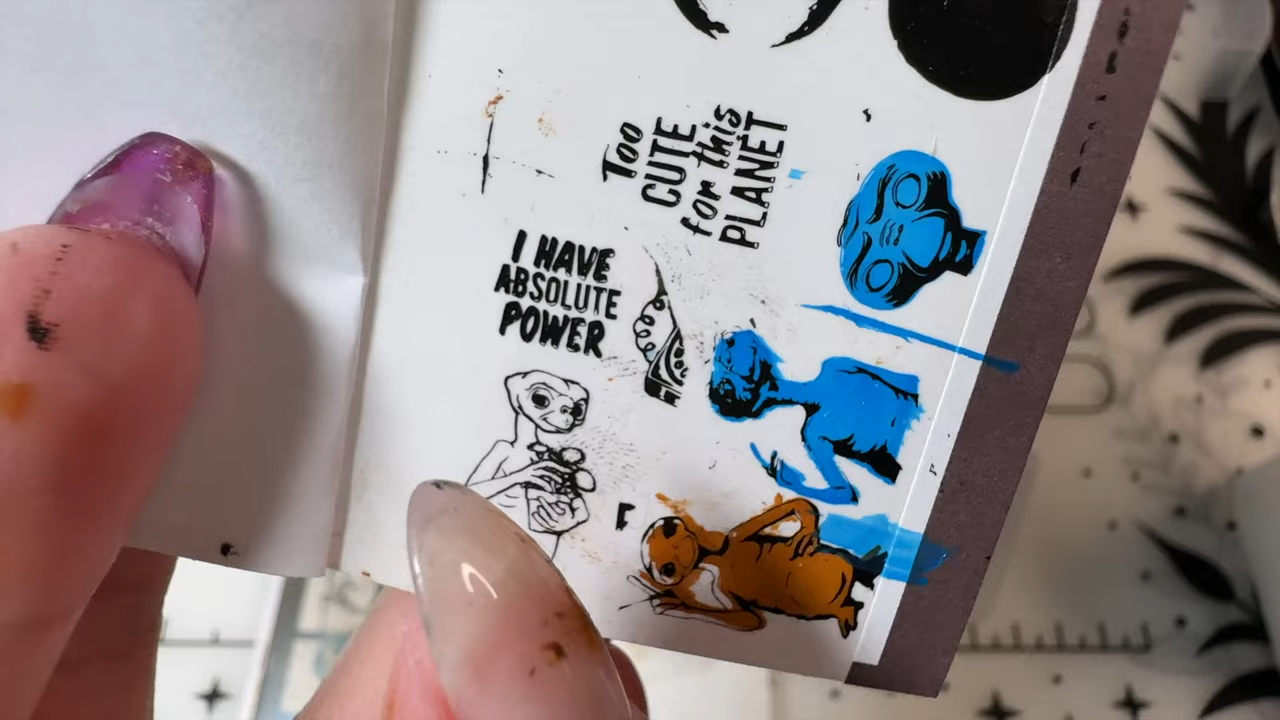 Too
CUTE
for this
PLANET
I HAVE
ABSOLUTE
POWER